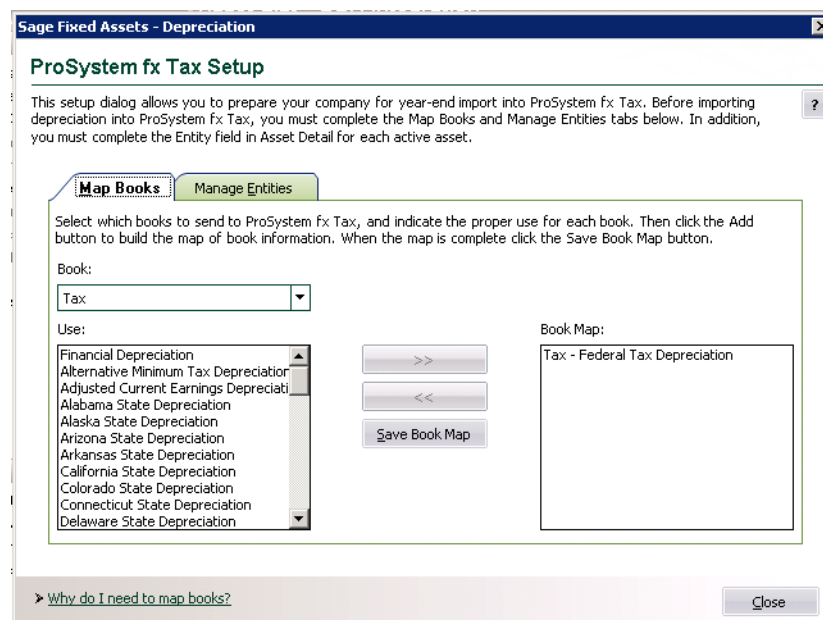 Sage Fixed Assets - Depreciation
ProSystem fx Tax Setup
This setup dialog allows you to prepare your company for year-end import into ProSystem fx Tax. Before importing
depreciation into ProSystem fx Tax, you must complete the Map Books and Manage Entities tabs below. In addition,
you must complete the Entity field in Asset Detail for each active asset.
?
Map Books
Manage Entities
Select which books to send to ProSystem fx Tax, and indicate the proper use for each book. Then click the Add
button to build the map of book information. When the map is complete click the Save Book Map button.
Book:
Tax
Use:
Financial Depreciation
Alternative Minimum Tax Depreciation
Adjusted Current Earnings Depreciati
Alabama State Depreciation
Alaska State Depreciation
Arizona State Depreciation
Arkansas State Depreciation
California State Depreciation
Colorado State Depreciation
Connecticut State Depreciation
Delaware State Depreciation
>>
<<
Save Book Map
Book Map:
Tax - Federal Tax Depreciation
Why do I need to map books?
Close